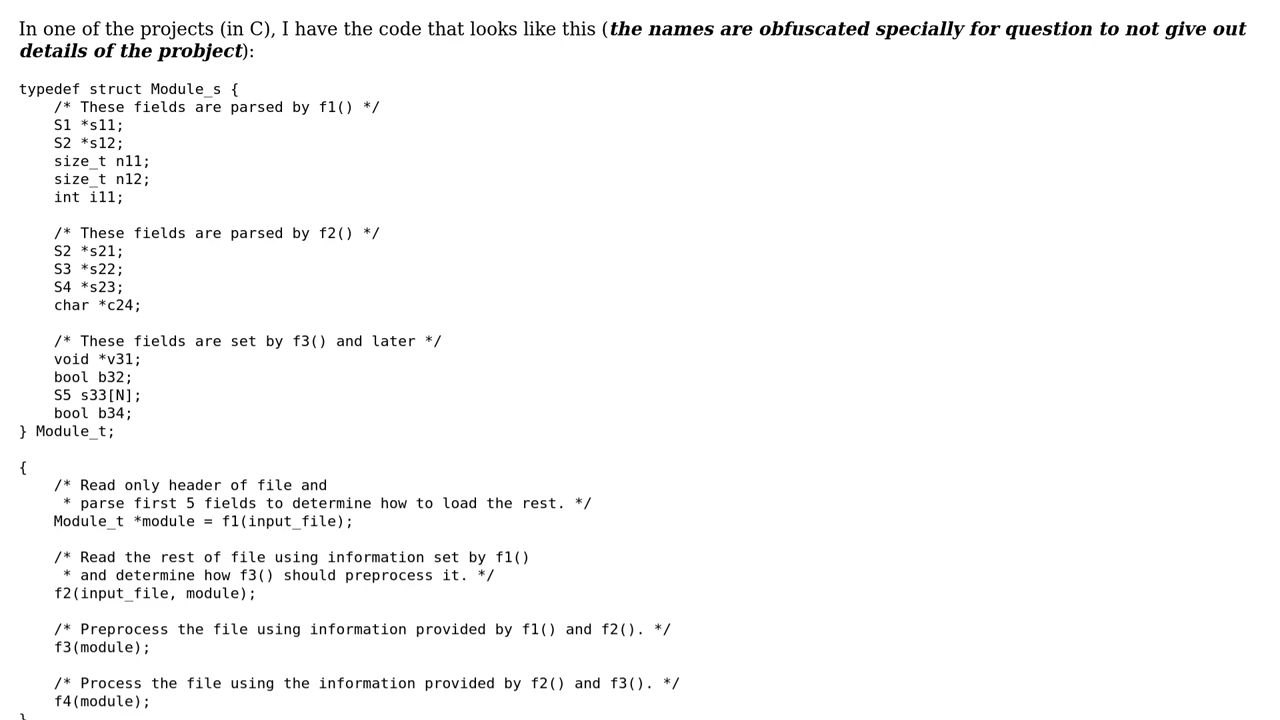 In one of the projects (in C), I have the code that looks like this (the names are obfuscated specially for question to not give out
details of the probject):
typedef struct Module_s {
    /* These fields are parsed by f1() */
    S1 *s11;
    S2 *s12;
    size_t n11;
    size_t n12;
    int i11;

    /* These fields are parsed by f2() */
    S2 *s21;
    S3 *s22;
    S4 *s23;
    char *c24;

    /* These fields are set by f3() and later */
    void *v31;
    bool b32;
    S5 s33[N];
    bool b34;
} Module_t;

{
    /* Read only header of file and
     * parse first 5 fields to determine how to load the rest. */
    Module_t *module = f1(input_file);

    /* Read the rest of file using information set by f1()
     * and determine how f3() should preprocess it. */
    f2(input_file, module);

    /* Preprocess the file using information provided by f1() and f2(). */
    f3(module);

    /* Process the file using the information provided by f2() and f3(). */
    f4(module);
}